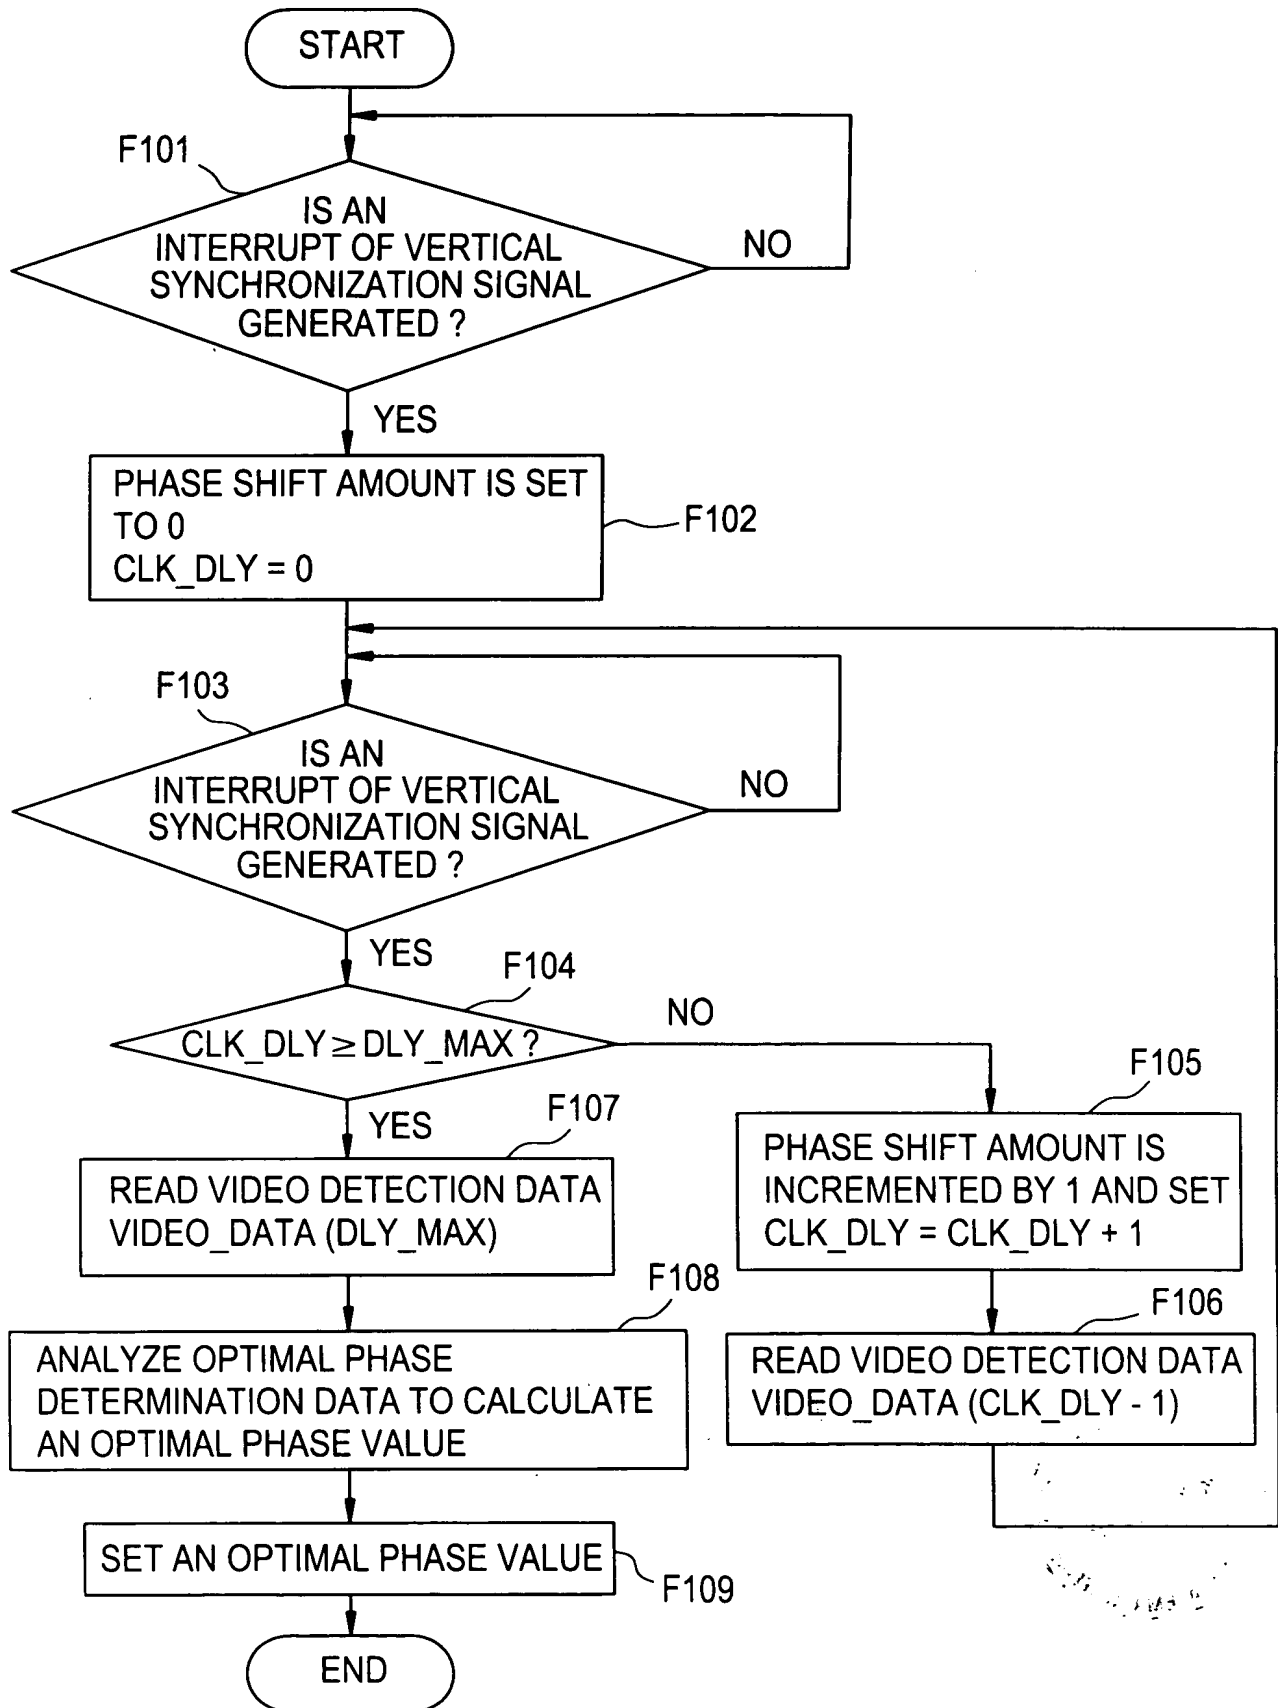 START
F101
IS AN
INTERRUPT OF VERTICAL
SYNCHRONIZATION SIGNAL
GENERATED ?
NO
YES
PHASE SHIFT AMOUNT IS SET
TO 0
CLK_DLY = 0
F102
F103
IS AN
INTERRUPT OF VERTICAL
SYNCHRONIZATION SIGNAL
GENERATED ?
NO
YES
F104
CLK_DLY ≥ DLY_MAX ?
NO
YES
F107
READ VIDEO DETECTION DATA
VIDEO_DATA (DLY_MAX)
F105
PHASE SHIFT AMOUNT IS
INCREMENTED BY 1 AND SET
CLK_DLY = CLK_DLY + 1
F106
READ VIDEO DETECTION DATA
VIDEO_DATA (CLK_DLY - 1)
F108
ANALYZE OPTIMAL PHASE
DETERMINATION DATA TO CALCULATE
AN OPTIMAL PHASE VALUE
SET AN OPTIMAL PHASE VALUE
F109
END